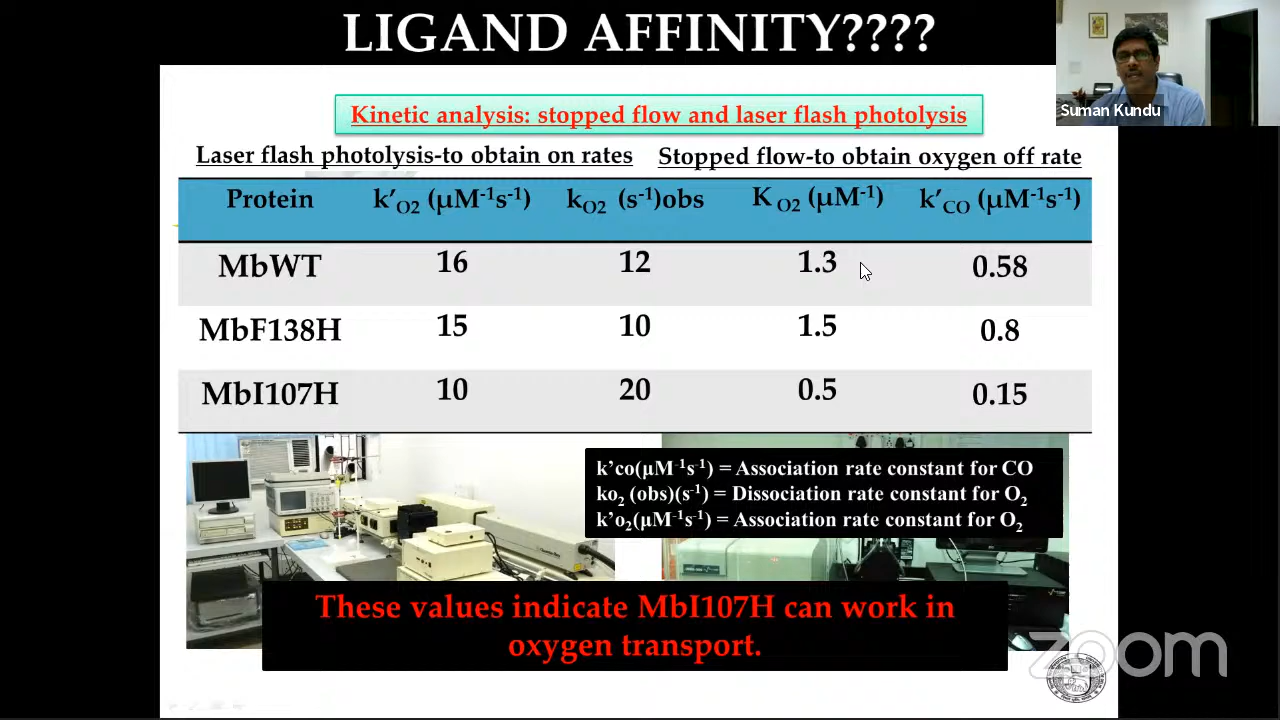 LIGAND AFFINITY????
Suman Kundu
Kinetic analysis: stopped flow and laser flash photolysis
Laser flash photolysis-to obtain on rates Stopped flow-to obtain oxygen off rate
Protein k’O2 (μM-1s-1) kO2 (s-1)obs K O2 (μM-1) k’CO (μM-1s-1)
MbWT 16 12 1.3 0.58
MbF138H 15 10 1.5 0.8
MbI107H 10 20 0.5 0.15
k’co(μM-1s-1) = Association rate constant for CO
ko2 (obs)(s-1) = Dissociation rate constant for O2
k’o2(μM-1s-1) = Association rate constant for O2
These values indicate MbI107H can work in
oxygen transport.
zoom